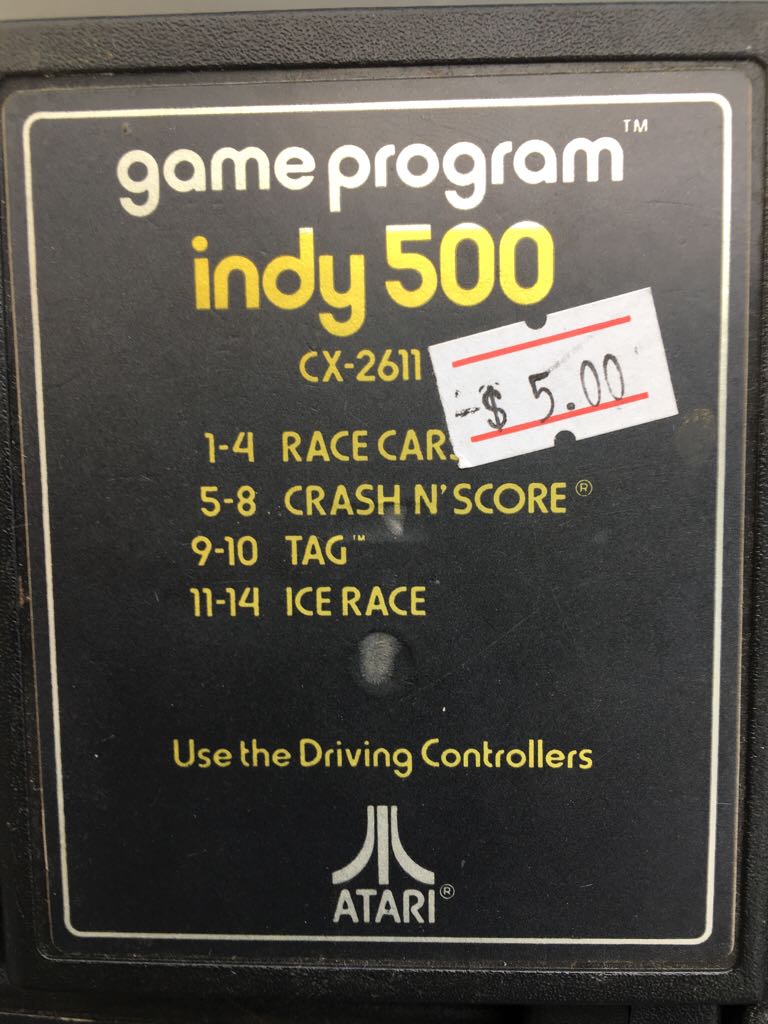 game program™
indy 500
CX-2611
$ 5.00
1-4 RACE CARS
5-8 CRASH N' SCORE®
9-10 TAG™
11-14 ICE RACE
Use the Driving Controllers
ATARI®